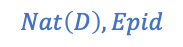 Nat(D), Epid